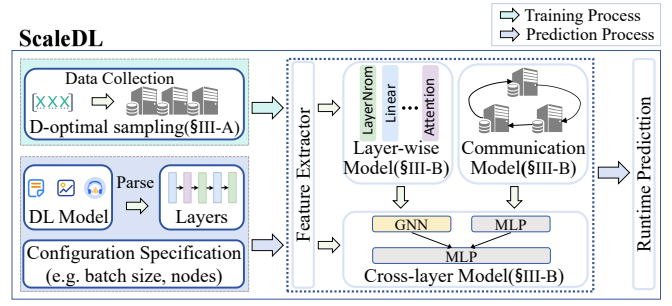 Training Process
Prediction Process
ScaleDL
Data Collection
[XXX]
D-optimal sampling(§III-A)
DL Model
Parse
Layers
Configuration Specification
(e.g. batch size, nodes)
Feature Extractor
LayerNrom
Linear
...
Attention
Layer-wise
Model(§III-B)
Communication
Model(§III-B)
GNN
MLP
MLP
Cross-layer Model(§III-B)
Runtime Prediction